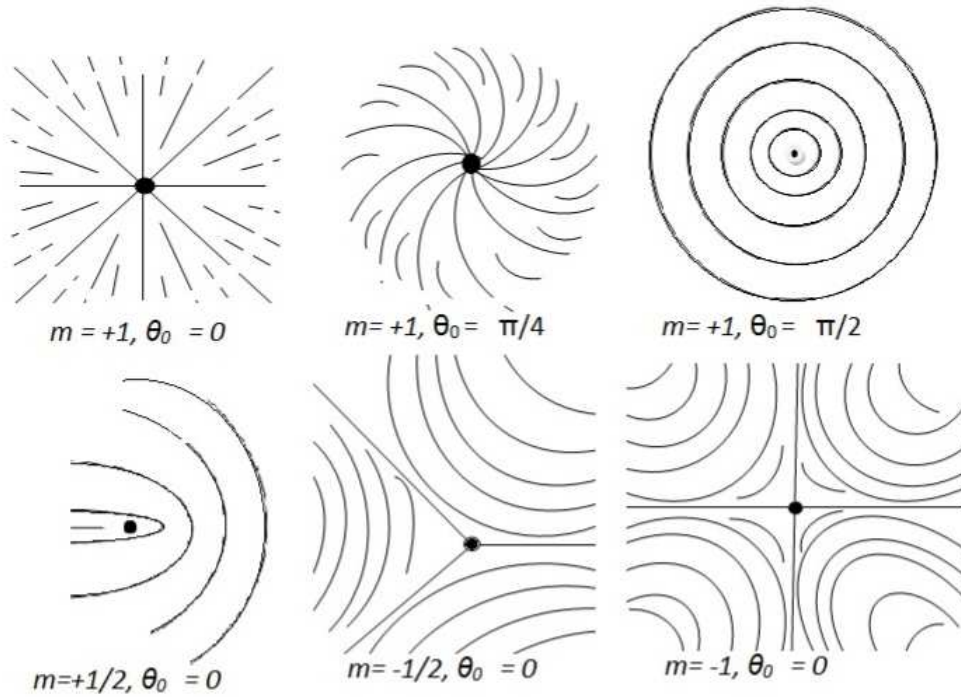 m = +1, θ₀ = 0
m= +1, θ₀ = π/4
m= +1, θ₀ = π/2
m=+1/2, θ₀ = 0
m= -1/2, θ₀ = 0
m= -1, θ₀ = 0